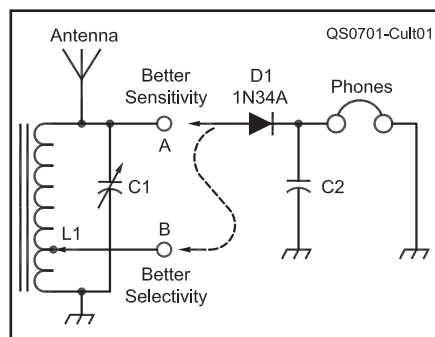 QS0701-Cult01
Antenna
Better
Sensitivity
A
D1
1N34A
Phones
C1
C2
L1
B
Better
Selectivity